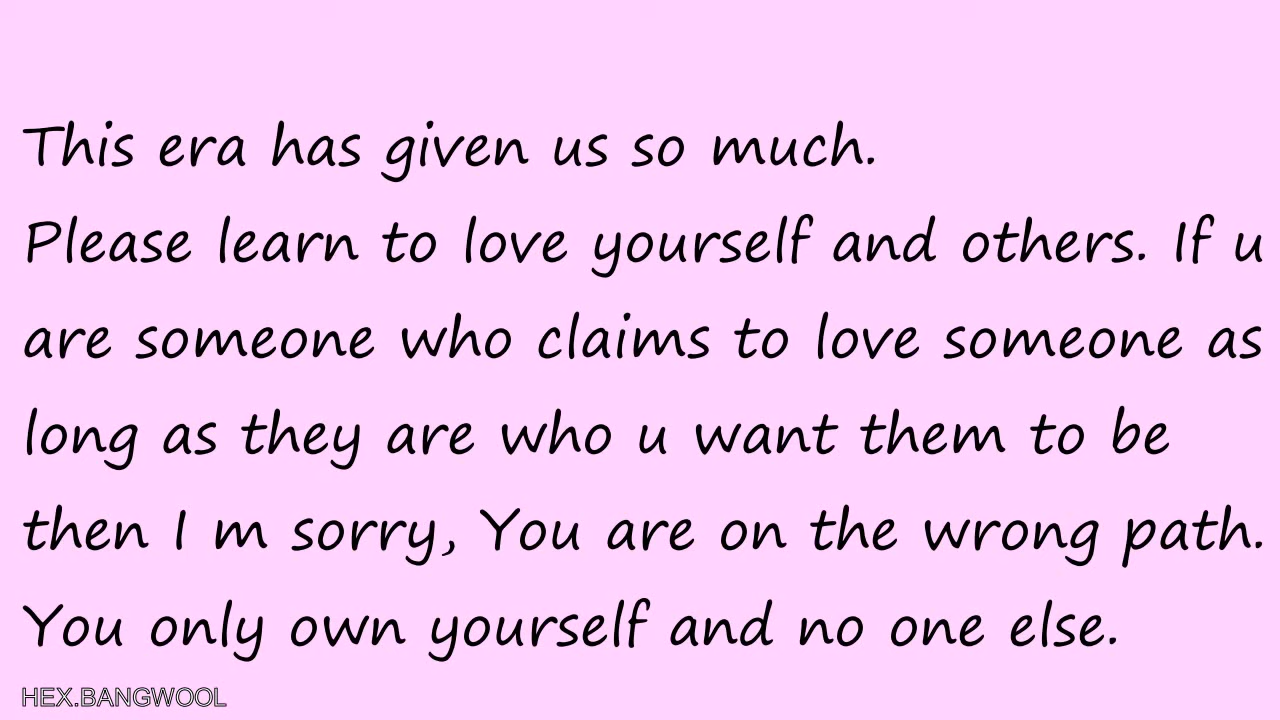 This era has given us so much.
Please learn to love yourself and others. If u
are someone who claims to love someone as
long as they are who u want them to be
then I m sorry, You are on the wrong path.
You only own yourself and no one else.
HEX.BANGWOOL